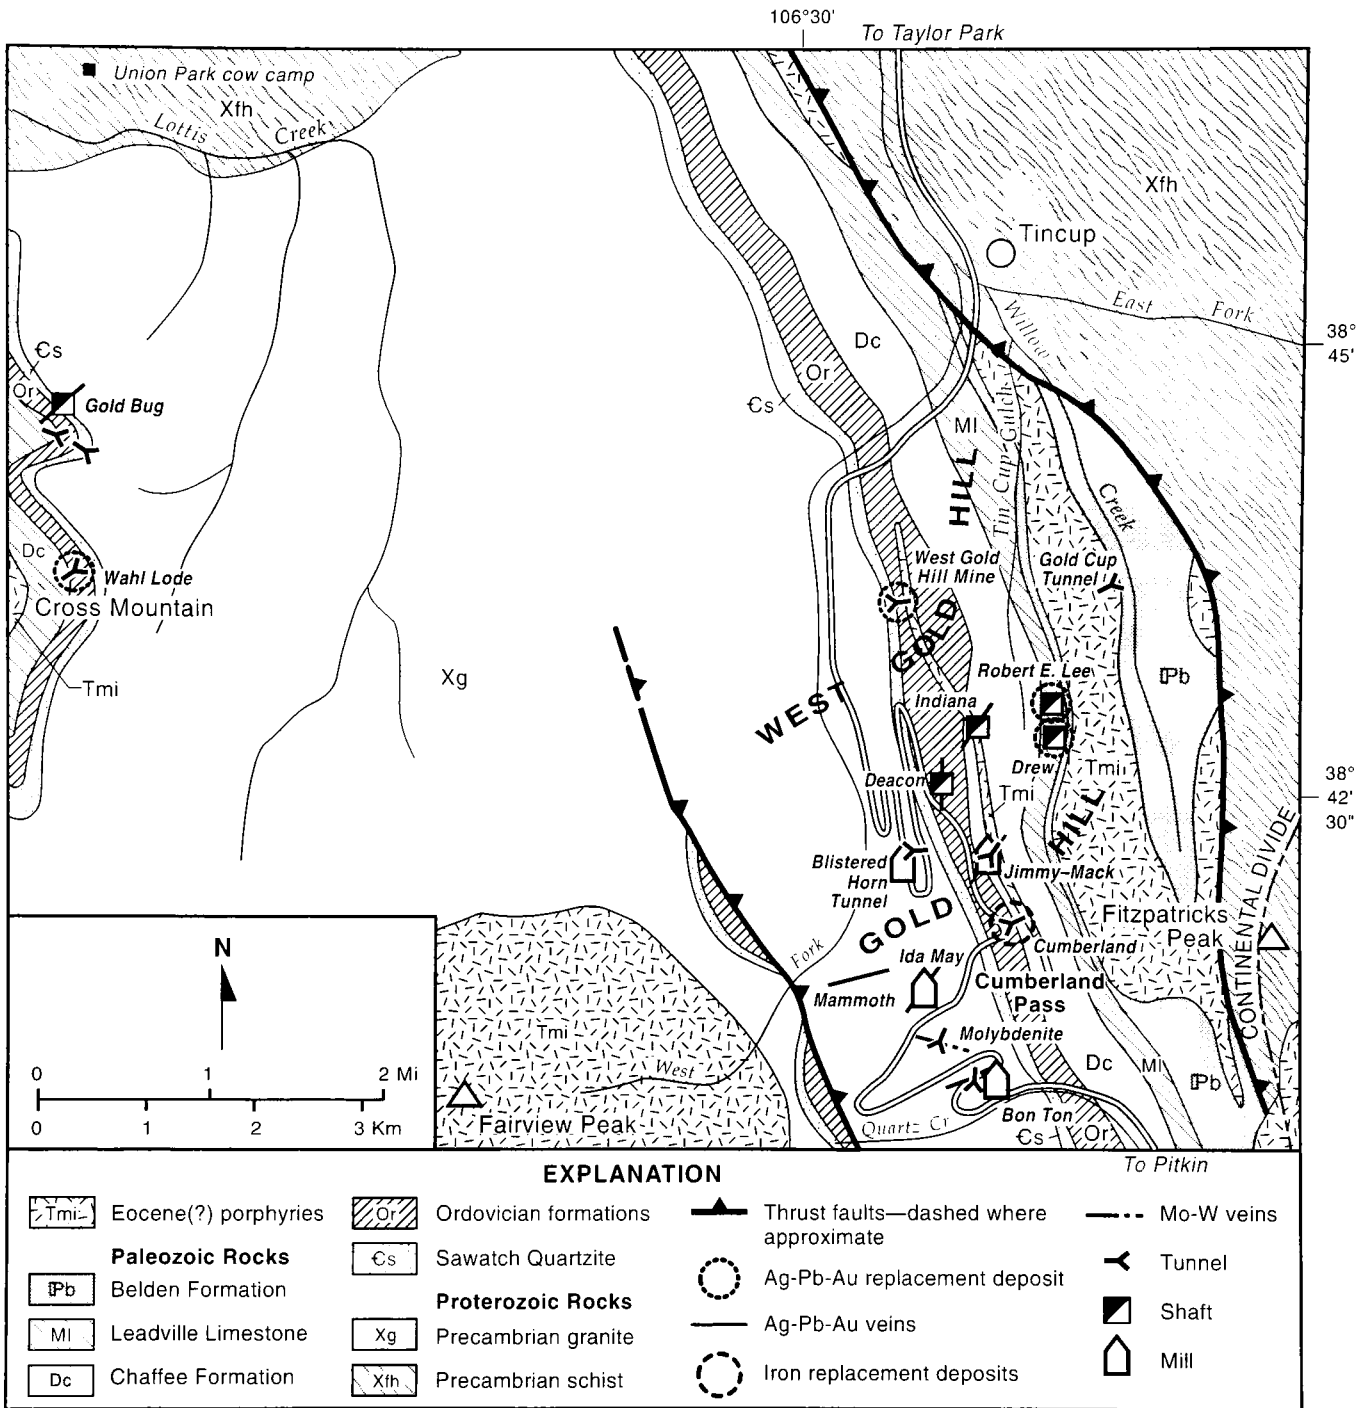 106°30'
To Taylor Park
Union Park cow camp
Xfh
Lottis Creek
Xfh
Tincup
East Fork
Willow
38°
45'
Єs
Or
Gold Bug
Dc
Or
Єs
Ml
HILL
Tin Cup Gulch
Creek
Dc
Wahl Lode
Cross Mountain
Tmi
West Gold
Hill Mine
Gold Cup
Tunnel
GOLD
Xg
WEST
Robert E. Lee
ℙb
Indiana
Drew
Tmi
Deacon
Tmi
38°
42'
30"
HILL
CONTINENTAL DIVIDE
Blistered
Horn
Tunnel
Jimmy–Mack
GOLD
Fitzpatricks
Peak
N
Fork
Ida May
Cumberland
Mammoth
Cumberland
Pass
Tmi
Molybdenite
West
Dc
Ml
ℙb
0 1 2 Mi
0 1 2 3 Km
Fairview Peak
Quartz Cr
Bon Ton
Єs
Or
To Pitkin
EXPLANATION
Tmi Eocene(?) porphyries
Paleozoic Rocks
ℙb Belden Formation
Ml Leadville Limestone
Dc Chaffee Formation
Or Ordovician formations
Єs Sawatch Quartzite
Proterozoic Rocks
Xg Precambrian granite
Xfh Precambrian schist
Thrust faults—dashed where
approximate
Ag-Pb-Au replacement deposit
Ag-Pb-Au veins
Iron replacement deposits
Mo-W veins
Tunnel
Shaft
Mill